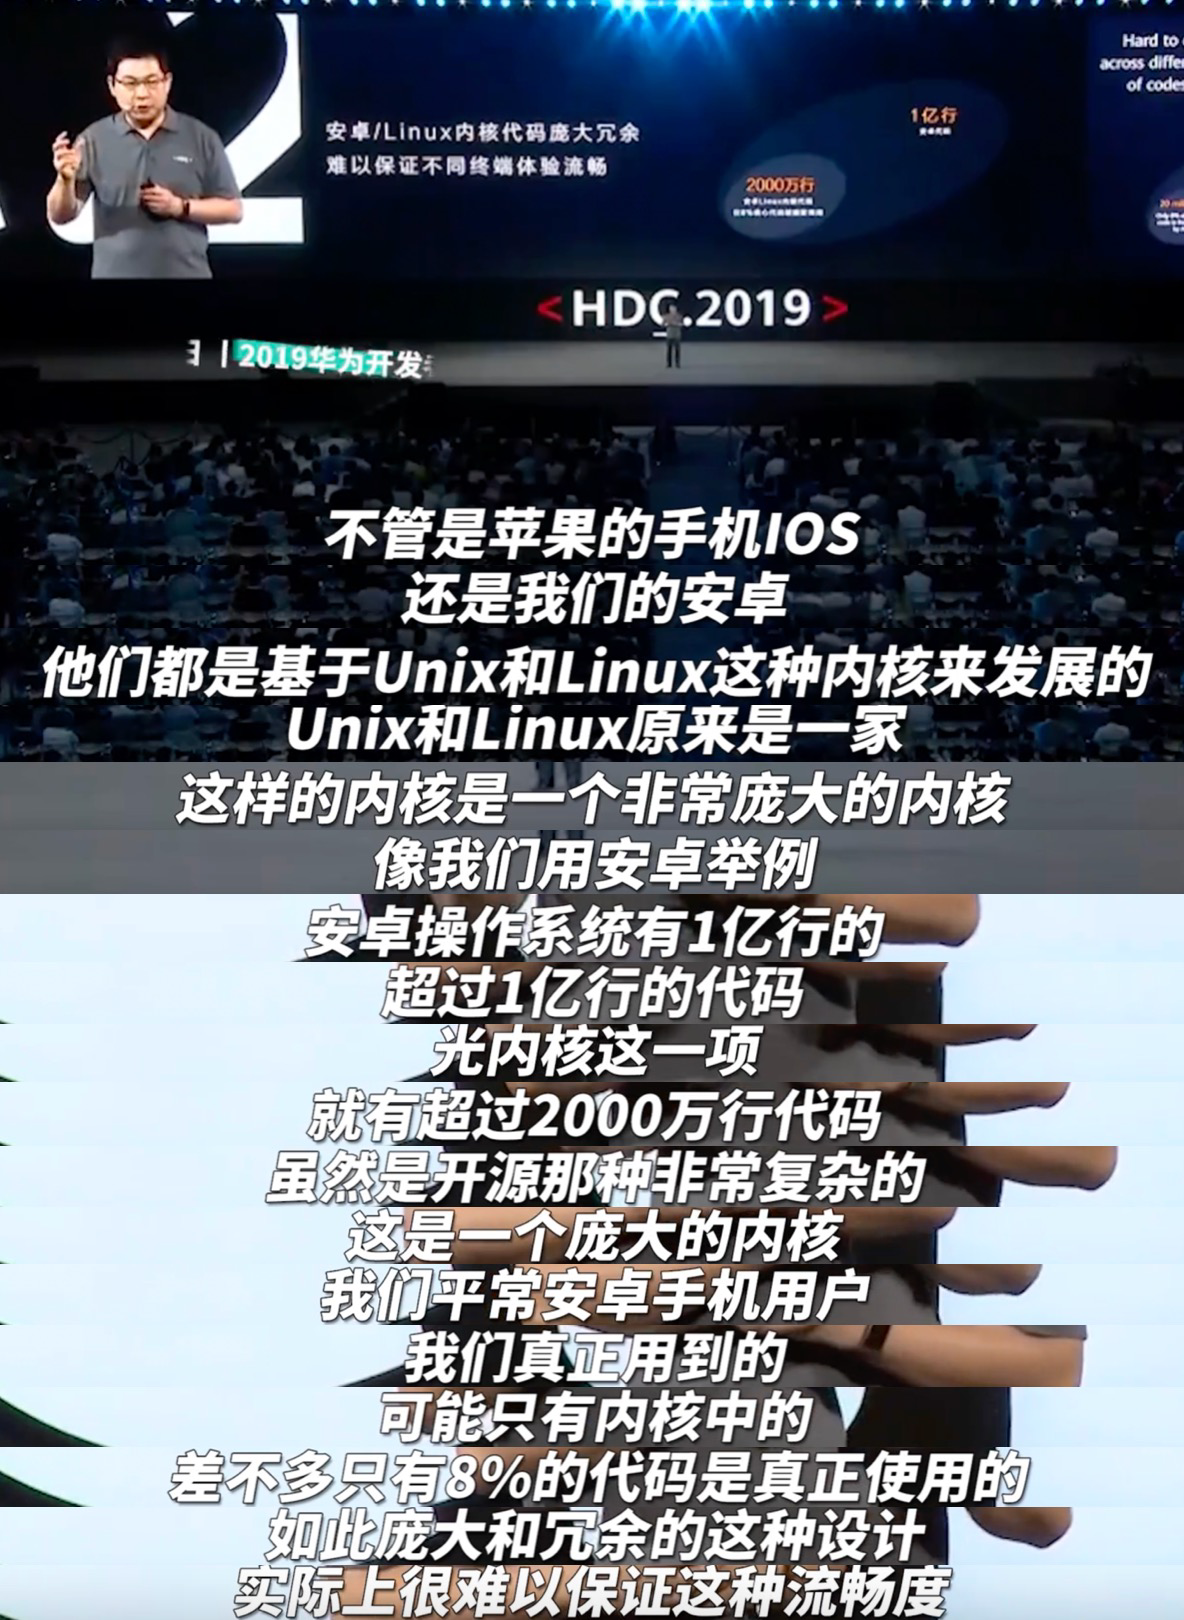 2
安卓/Linux内核代码庞大冗余
难以保证不同终端体验流畅
1亿行
安卓代码
2000万行
Hard to
across differe
of codes
20 mil
<HDC.2019>
2019华为开发
不管是苹果的手机IOS
还是我们的安卓
他们都是基于Unix和Linux这种内核来发展的
Unix和Linux原来是一家
这样的内核是一个非常庞大的内核
像我们用安卓举例
安卓操作系统有1亿行的
超过1亿行的代码
光内核这一项
就有超过2000万行代码
虽然是开源那种非常复杂的
这是一个庞大的内核
我们平常安卓手机用户
我们真正用到的
可能只有内核中的
差不多只有8%的代码是真正使用的
如此庞大和冗余的这种设计
实际上很难以保证这种流畅度